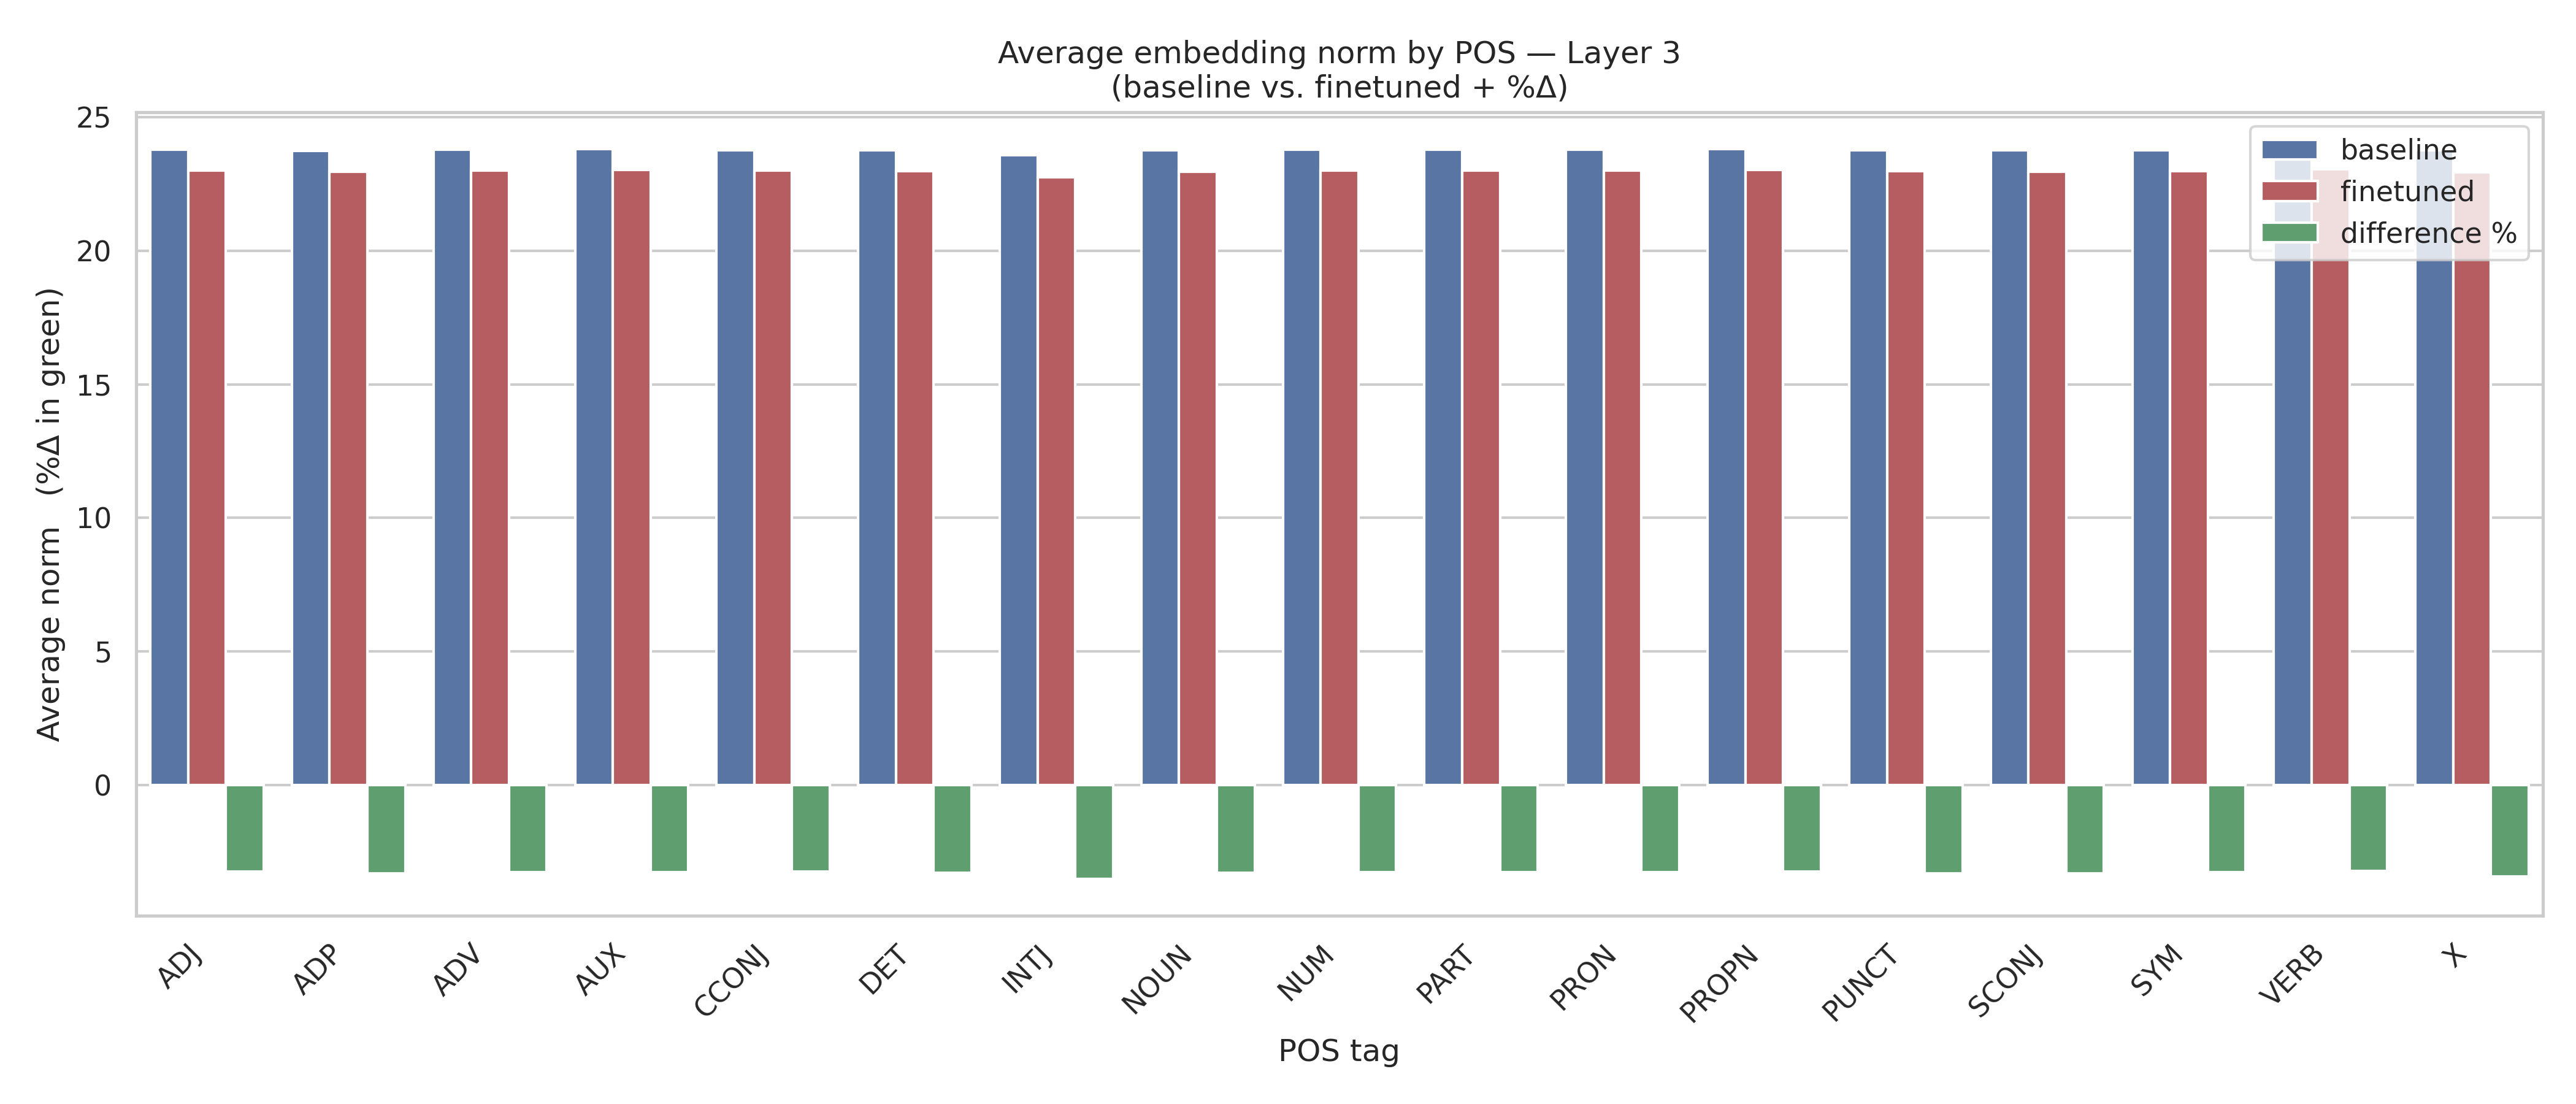 Average embedding norm by POS — Layer 3
(baseline vs. finetuned + %Δ)
Average norm (%Δ in green)
25
20
15
10
5
0
baseline
finetuned
difference %
ADJ
ADP
ADV
AUX
CCONJ
DET
INTJ
NOUN
NUM
PART
PRON
PROPN
PUNCT
SCONJ
SYM
VERB
X
POS tag